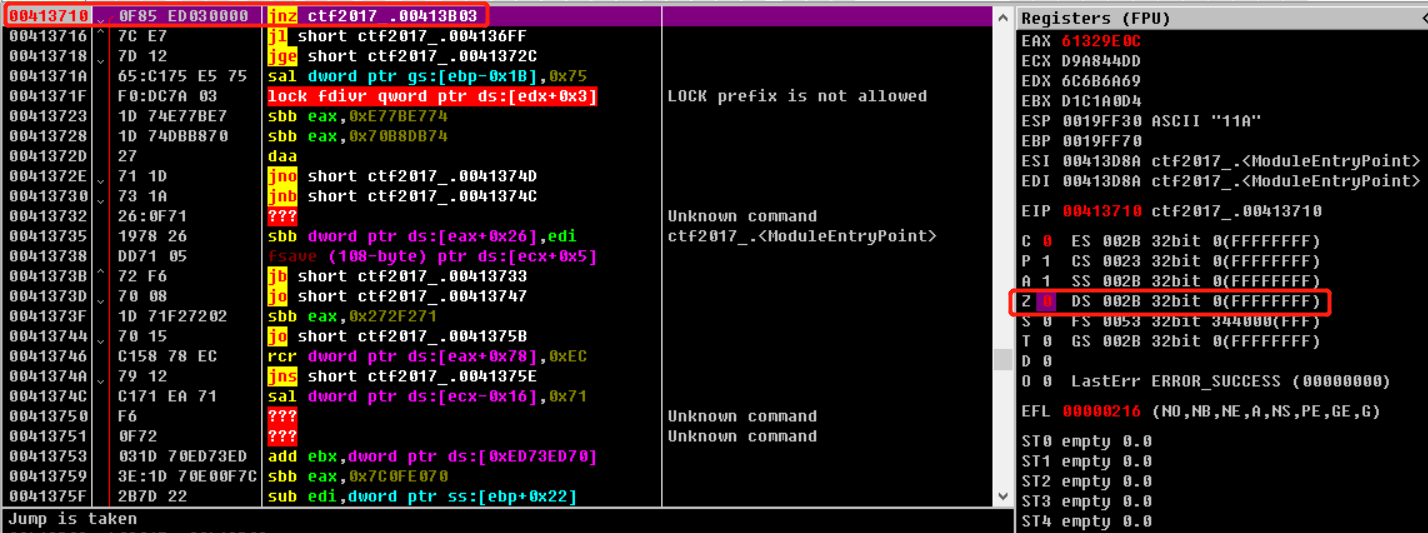 00413710 0F85 ED030000 jnz ctf2017_.00413B03
00413716 7C E7 jl short ctf2017_.004136FF
00413718 7D 12 jge short ctf2017_.0041372C
0041371A 65:C175 E5 75 sal dword ptr gs:[ebp-0x1B],0x75
0041371F F0:DC7A 03 lock fdivr qword ptr ds:[edx+0x3] LOCK prefix is not allowed
00413723 1D 74E77BE7 sbb eax,0xE77BE774
00413728 1D 74DBB870 sbb eax,0x70B8DB74
0041372D 27 daa
0041372E 71 1D jno short ctf2017_.0041374D
00413730 73 1A jnb short ctf2017_.0041374C
00413732 26:0F71 ??? Unknown command
00413735 1978 26 sbb dword ptr ds:[eax+0x26],edi ctf2017_.<ModuleEntryPoint>
00413738 DD71 05 fsave (108-byte) ptr ds:[ecx+0x5]
0041373B 72 F6 jb short ctf2017_.00413733
0041373D 70 08 jo short ctf2017_.00413747
0041373F 1D 71F27202 sbb eax,0x272F271
00413744 70 15 jo short ctf2017_.0041375B
00413746 C158 78 EC rcr dword ptr ds:[eax+0x78],0xEC
0041374A 79 12 jns short ctf2017_.0041375E
0041374C C171 EA 71 sal dword ptr ds:[ecx-0x16],0x71
00413750 F6 ??? Unknown command
00413751 0F72 ??? Unknown command
00413753 031D 70ED73ED add ebx,dword ptr ds:[0xED73ED70]
00413759 3E:1D 70E00F7C sbb eax,0x7C0FE070
0041375F 2B7D 22 sub edi,dword ptr ss:[ebp+0x22]
Jump is taken
Registers (FPU)
EAX 61329E0C
ECX D9A844DD
EDX 6C6B6A69
EBX D1C1A0D4
ESP 0019FF30 ASCII "11A"
EBP 0019FF70
ESI 00413D8A ctf2017_.<ModuleEntryPoint>
EDI 00413D8A ctf2017_.<ModuleEntryPoint>
EIP 00413710 ctf2017_.00413710
C 0 ES 002B 32bit 0(FFFFFFFF)
P 1 CS 0023 32bit 0(FFFFFFFF)
A 1 SS 002B 32bit 0(FFFFFFFF)
Z 0 DS 002B 32bit 0(FFFFFFFF)
S 0 FS 0053 32bit 344000(FFF)
T 0 GS 002B 32bit 0(FFFFFFFF)
D 0
O 0 LastErr ERROR_SUCCESS (00000000)
EFL 00000216 (NO,NB,NE,A,NS,PE,GE,G)
ST0 empty 0.0
ST1 empty 0.0
ST2 empty 0.0
ST3 empty 0.0
ST4 empty 0.0